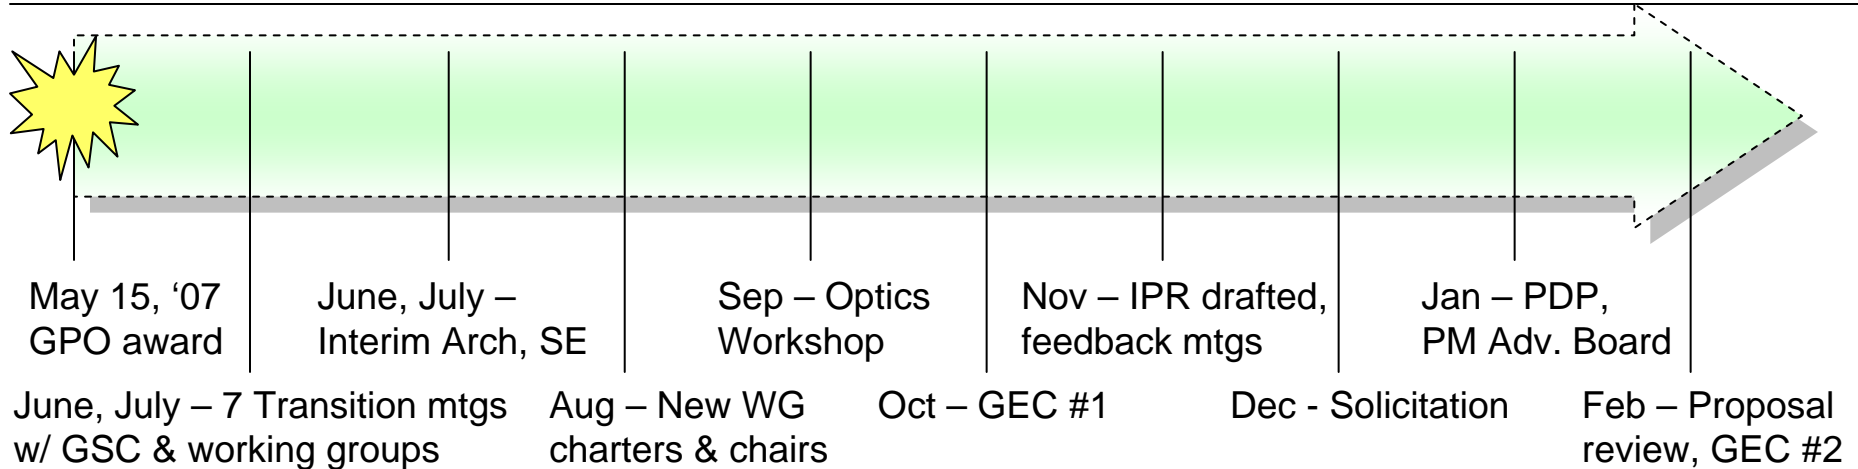 May 15, ‘07
GPO award
June, July –
Interim Arch, SE
Sep – Optics
Workshop
Nov – IPR drafted,
feedback mtgs
Jan – PDP,
PM Adv. Board
June, July – 7 Transition mtgs
w/ GSC & working groups
Aug – New WG
charters & chairs
Oct – GEC #1
Dec - Solicitation
Feb – Proposal
review, GEC #2